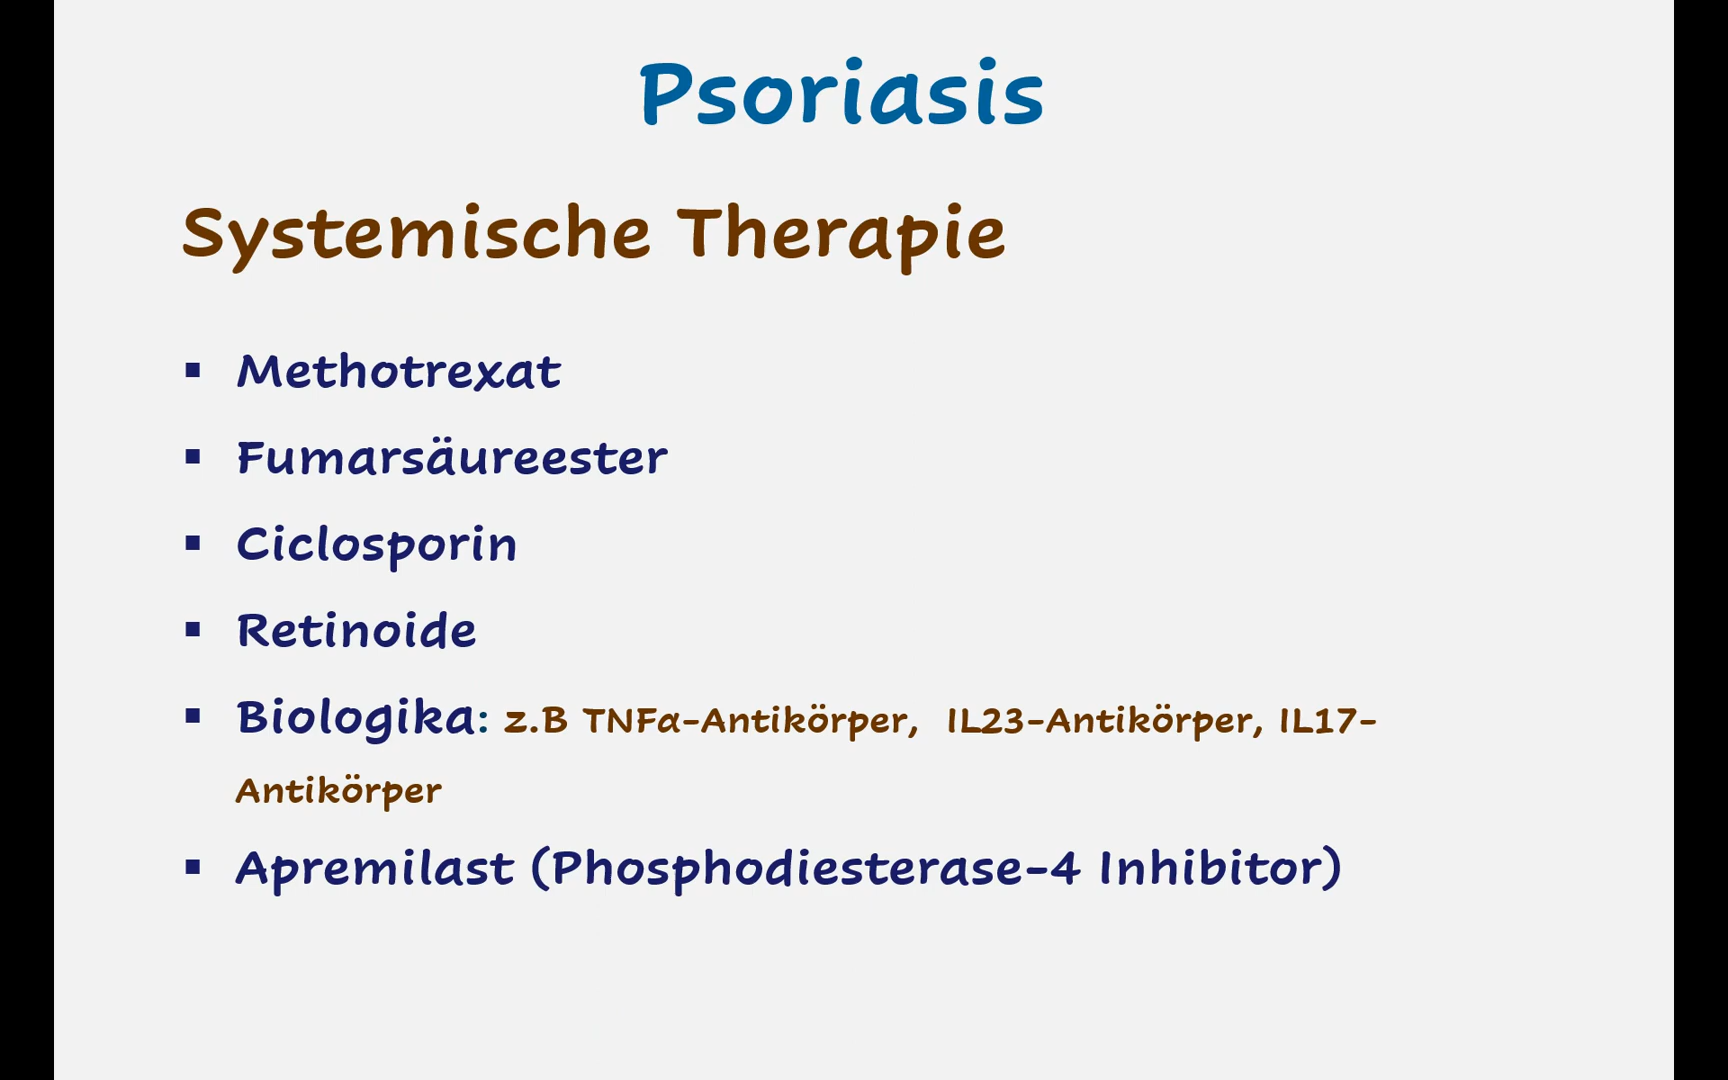 Psoriasis
Systemische Therapie
▪ Methotrexat
▪ Fumarsäureester
▪ Ciclosporin
▪ Retinoide
▪ Biologika: z.B TNFα-Antikörper, IL23-Antikörper, IL17-
Antikörper
▪ Apremilast (Phosphodiesterase-4 Inhibitor)